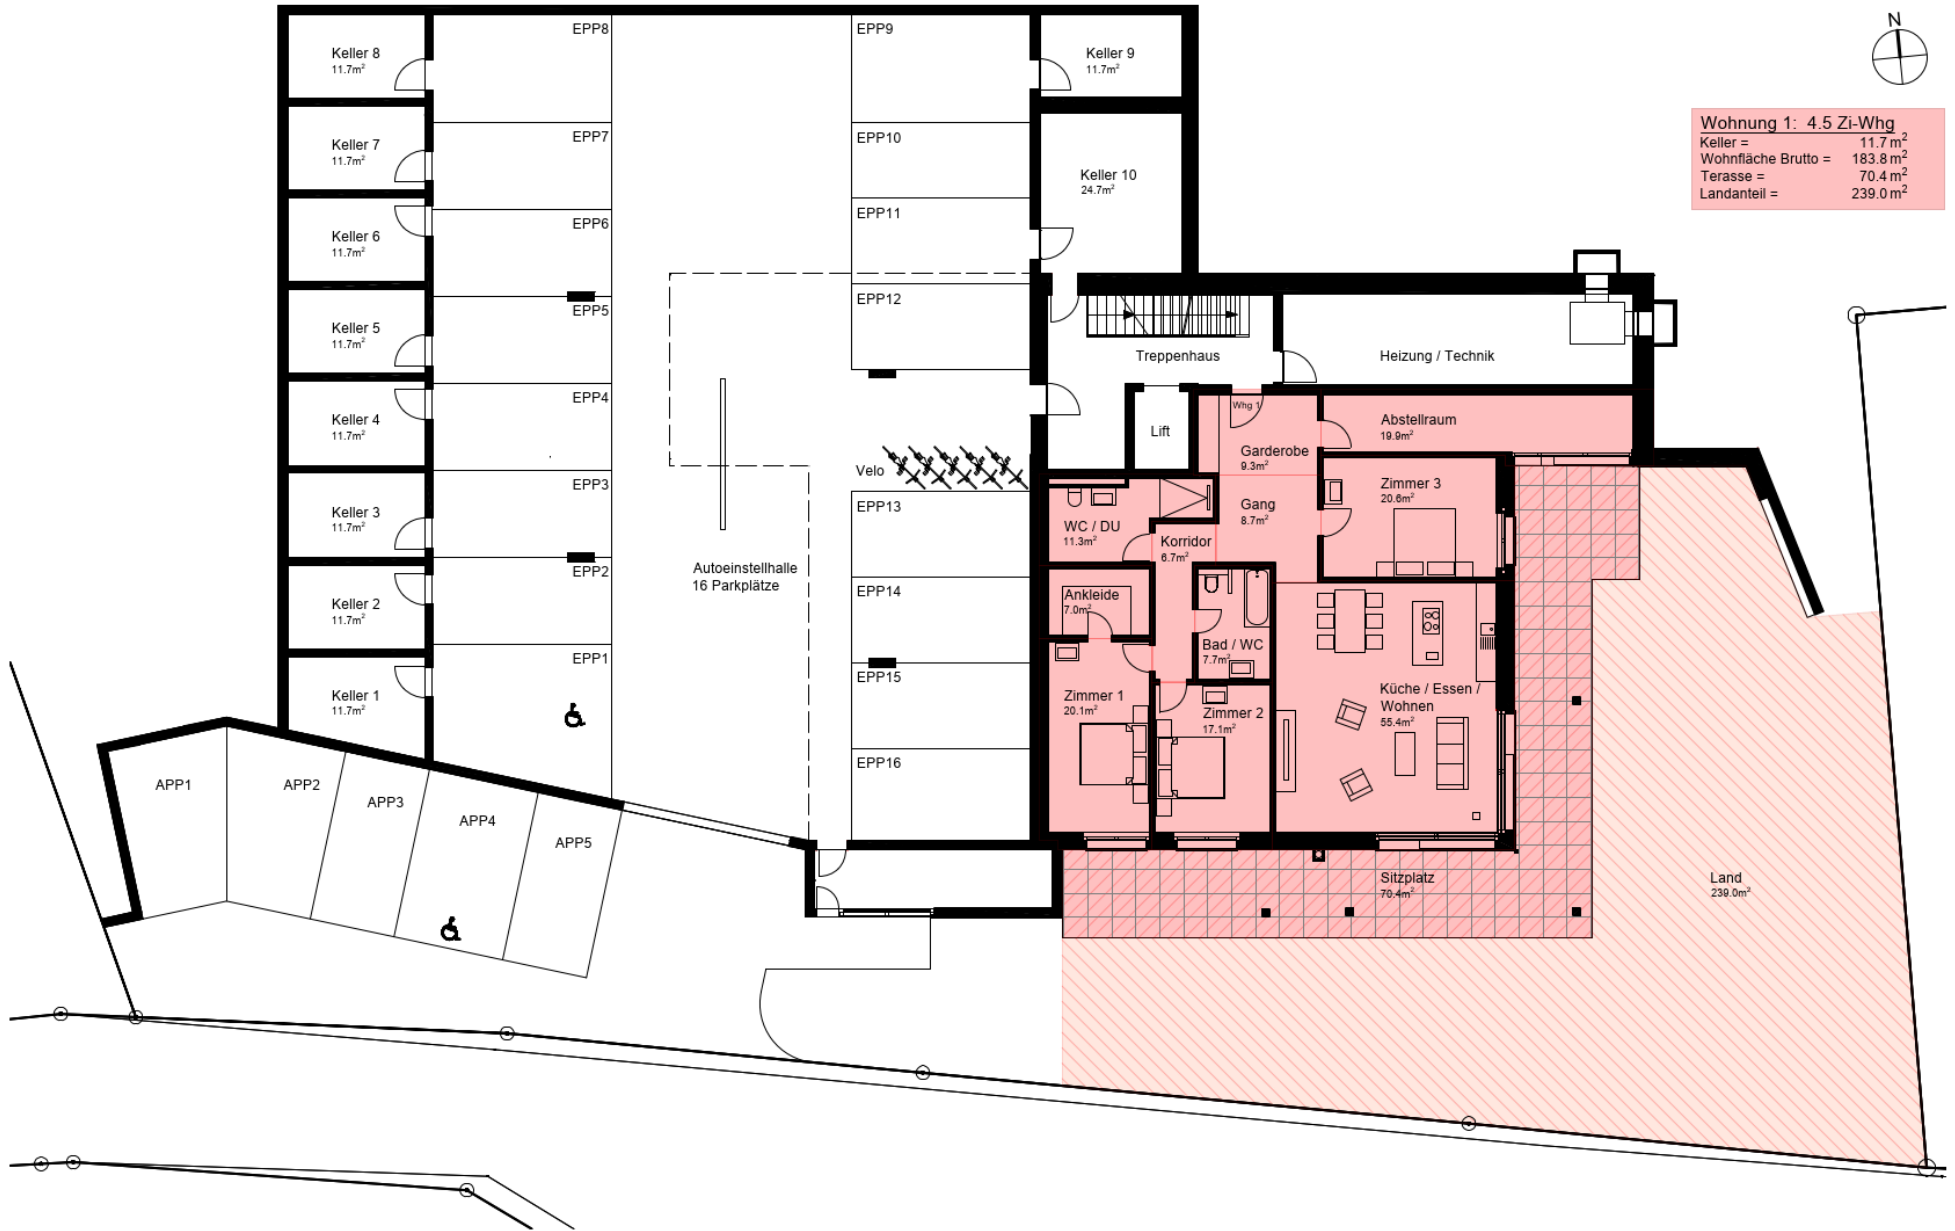 N
Wohnung 1: 4.5 Zi-Whg
Keller = 11.7 m²
Wohnfläche Brutto = 183.8 m²
Terasse = 70.4 m²
Landanteil = 239.0 m²
Keller 8
11.7m²
Keller 7
11.7m²
Keller 6
11.7m²
Keller 5
11.7m²
Keller 4
11.7m²
Keller 3
11.7m²
Keller 2
11.7m²
Keller 1
11.7m²
EPP8
EPP7
EPP6
EPP5
EPP4
EPP3
EPP2
EPP1
EPP9
EPP10
EPP11
EPP12
Velo
EPP13
EPP14
EPP15
EPP16
Autoeinstellhalle
16 Parkplätze
APP1
APP2
APP3
APP4
APP5
Keller 9
11.7m²
Keller 10
24.7m²
Treppenhaus
Heizung / Technik
Lift
Whg 1
Garderobe
9.3m²
Abstellraum
19.9m²
Gang
8.7m²
Zimmer 3
20.6m²
WC / DU
11.3m²
Korridor
6.7m²
Ankleide
7.0m²
Bad / WC
7.7m²
Zimmer 1
20.1m²
Zimmer 2
17.1m²
Küche / Essen /
Wohnen
55.4m²
Sitzplatz
70.4m²
Land
239.0m²